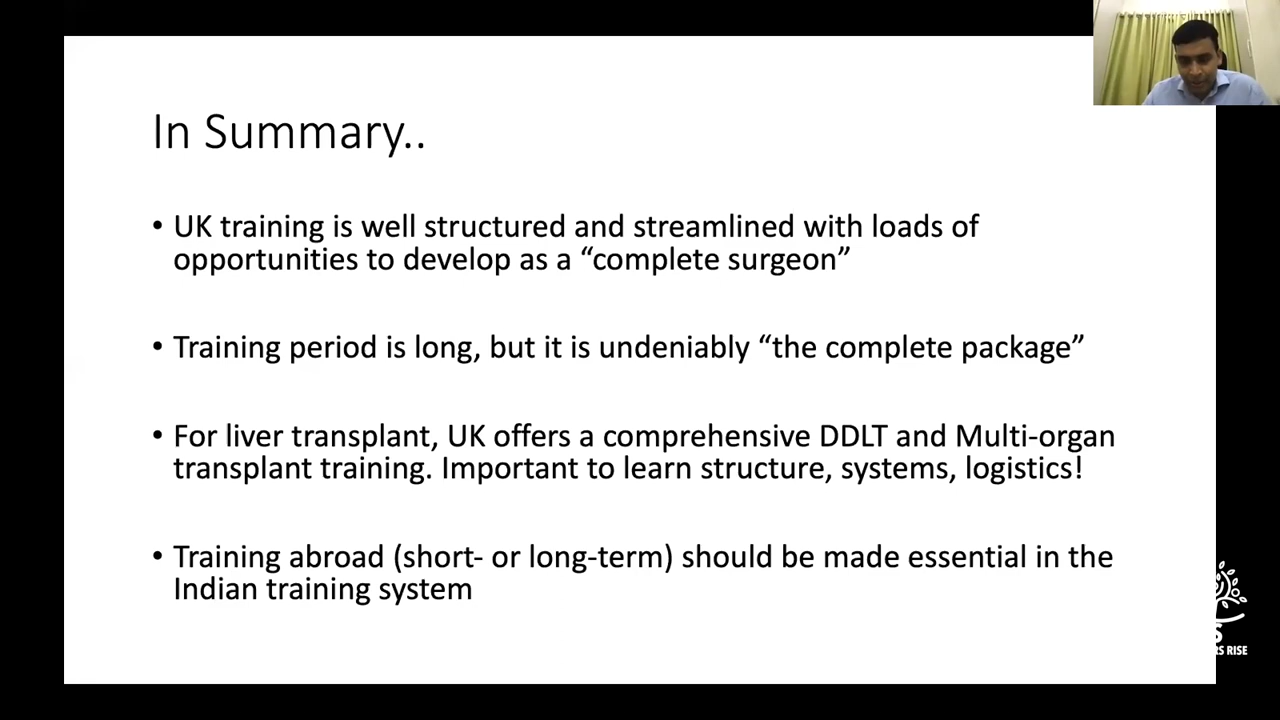 In Summary..
• UK training is well structured and streamlined with loads of
opportunities to develop as a “complete surgeon”
• Training period is long, but it is undeniably “the complete package”
• For liver transplant, UK offers a comprehensive DDLT and Multi-organ
transplant training. Important to learn structure, systems, logistics!
• Training abroad (short- or long-term) should be made essential in the
Indian training system
RISE